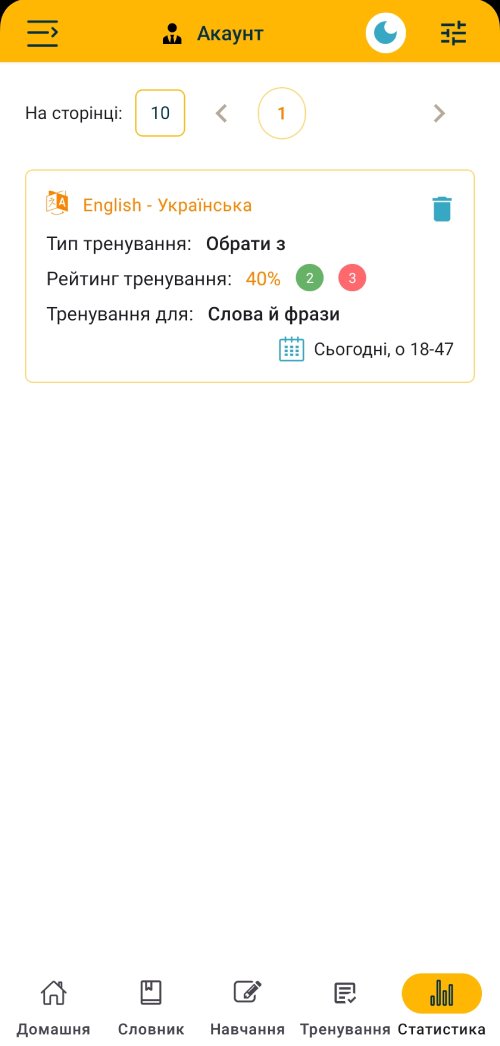 Акаунт
На сторінці: 10 1
English - Українська
Тип тренування: Обрати з
Рейтинг тренування: 40% 2 3
Тренування для: Слова й фрази
Сьогодні, о 18-47
Домашня Словник Навчання Тренування Статистика